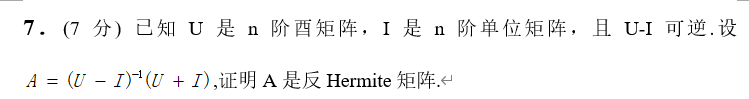 7. (7 分) 已知 U 是 n 阶酉矩阵，I 是 n 阶单位矩阵，且 U-I 可逆.设
A = (U − I)⁻¹(U + I),证明 A 是反 Hermite 矩阵.↵